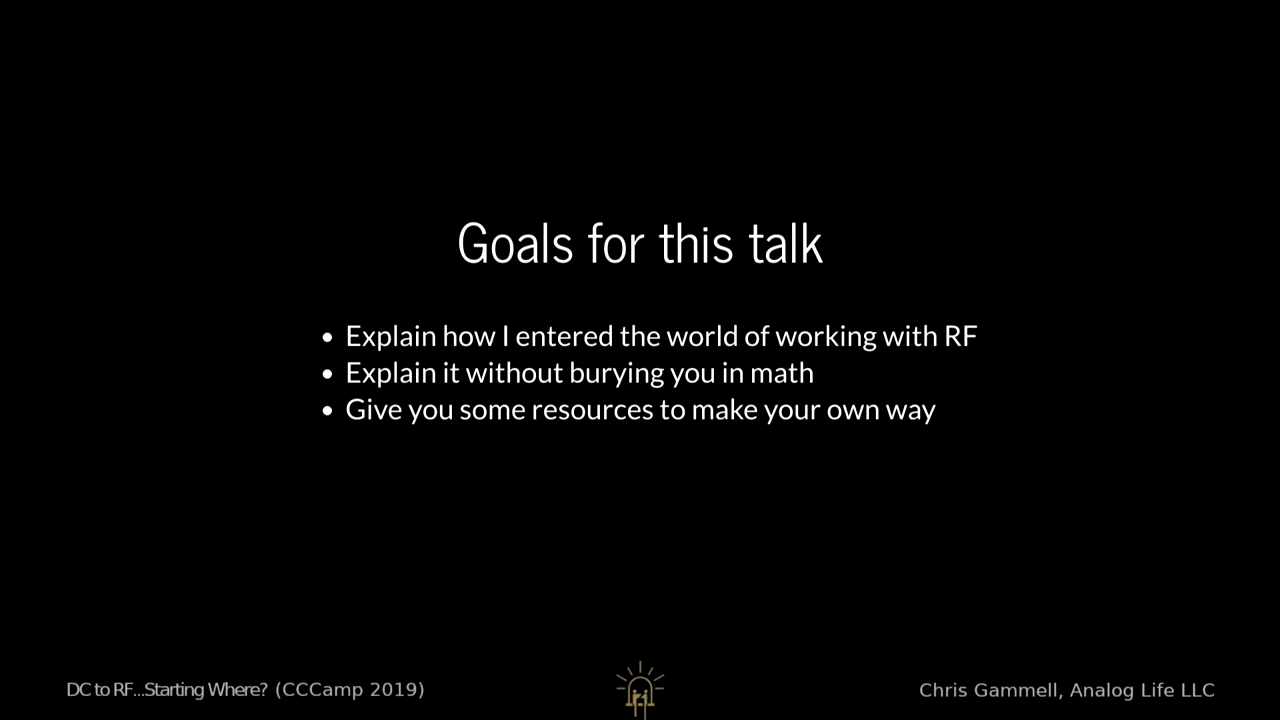 Goals for this talk
• Explain how I entered the world of working with RF
• Explain it without burying you in math
• Give you some resources to make your own way
DC to RF...Starting Where? (CCCamp 2019)
Chris Gammell, Analog Life LLC